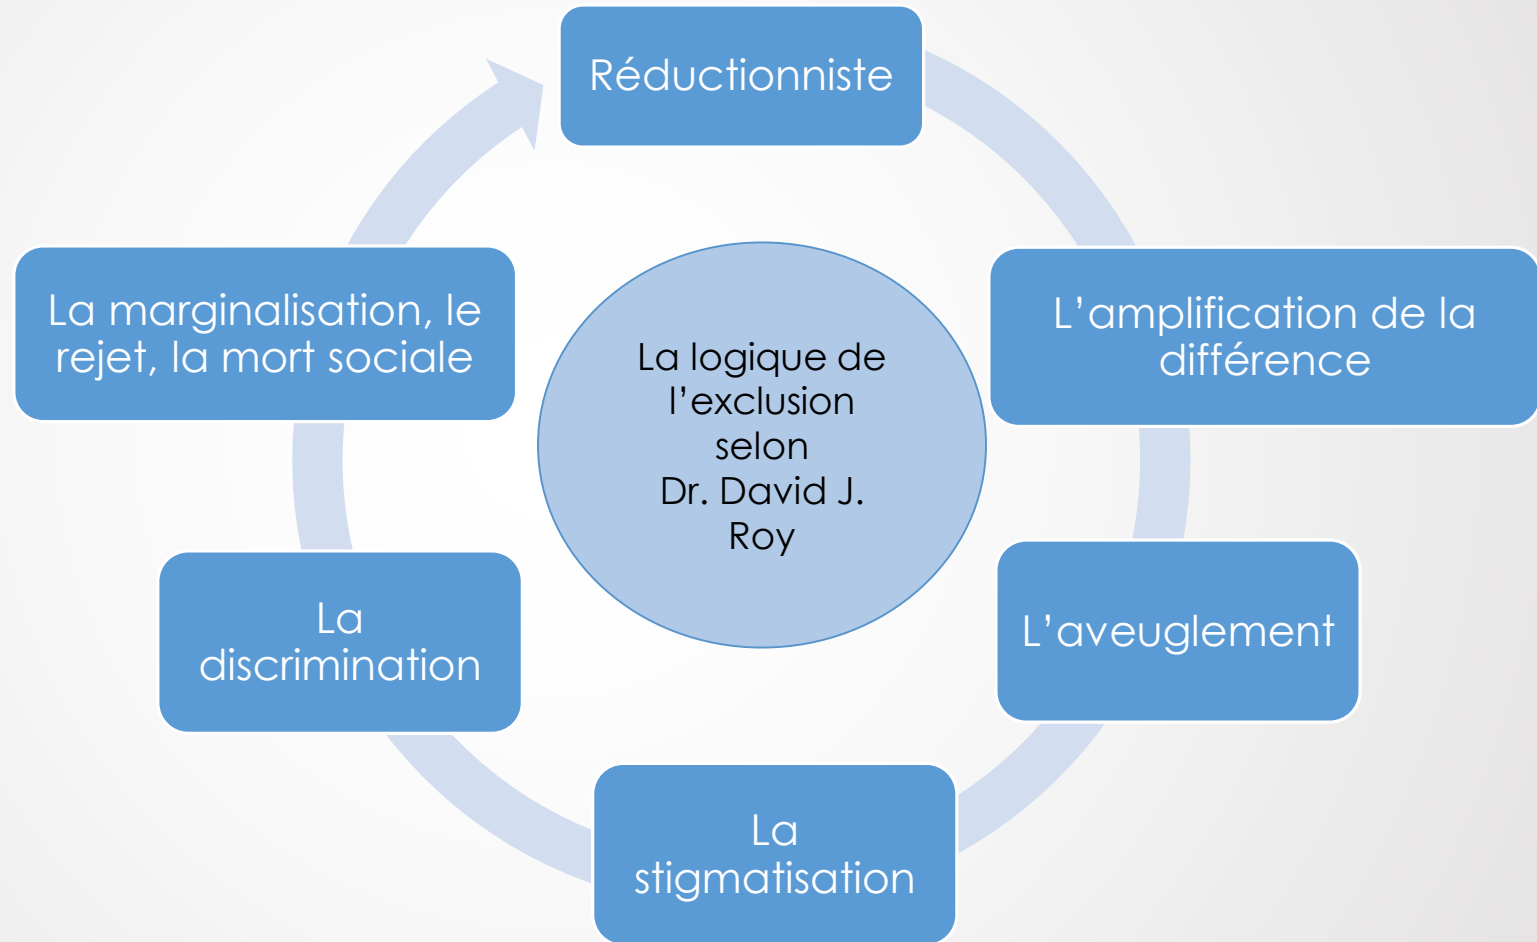 Réductionniste
L’amplification de la
différence
L’aveuglement
La
stigmatisation
La
discrimination
La marginalisation, le
rejet, la mort sociale
La logique de
l’exclusion
selon
Dr. David J.
Roy